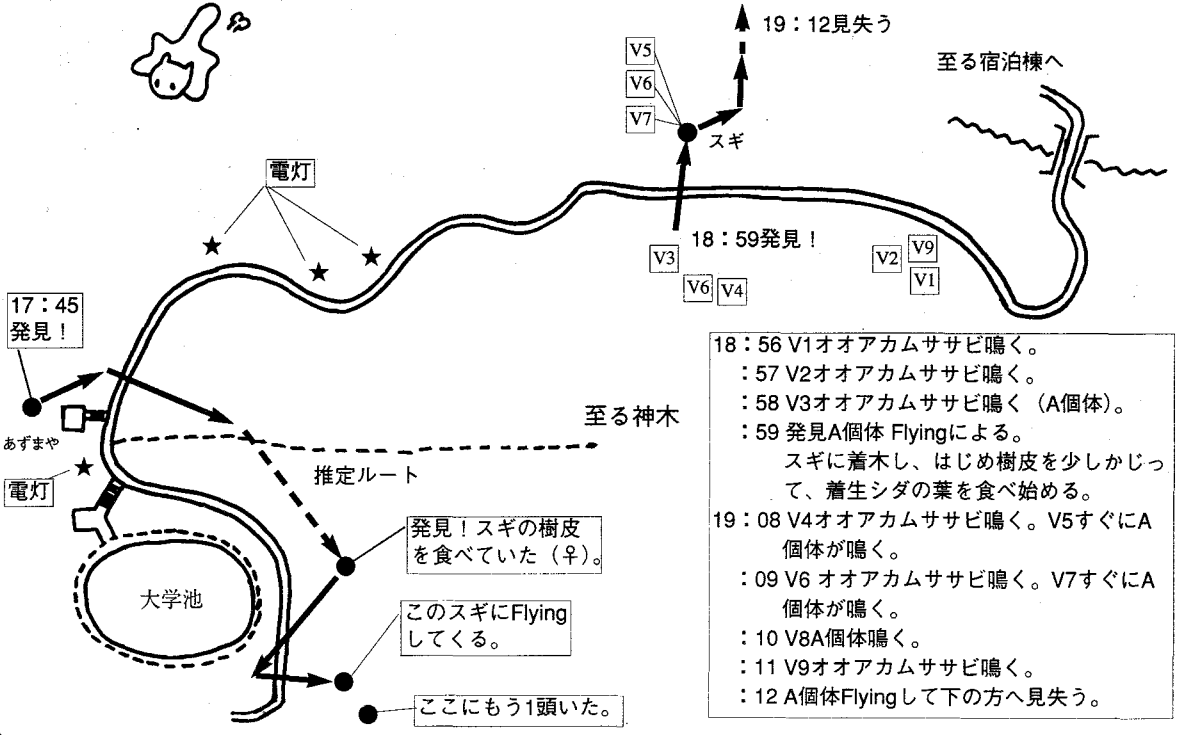 19：12見失う
V5
V6
V7
スギ
至る宿泊棟へ
電灯
18：59発見！
V3
V6
V4
V2
V9
V1
17：45
発見！
あずまや
電灯
至る神木
推定ルート
発見！スギの樹皮
を食べていた（♀）。
大学池
このスギにFlying
してくる。
ここにもう1頭いた。
18：56 V1オオアカムササビ鳴く。
：57 V2オオアカムササビ鳴く。
：58 V3オオアカムササビ鳴く（A個体）。
：59 発見A個体 Flyingによる。
スギに着木し、はじめ樹皮を少しかじっ
て、着生シダの葉を食べ始める。
19：08 V4オオアカムササビ鳴く。V5すぐにA
個体が鳴く。
：09 V6 オオアカムササビ鳴く。V7すぐにA
個体が鳴く。
：10 V8A個体鳴く。
：11 V9オオアカムササビ鳴く。
：12 A個体Flyingして下の方へ見失う。